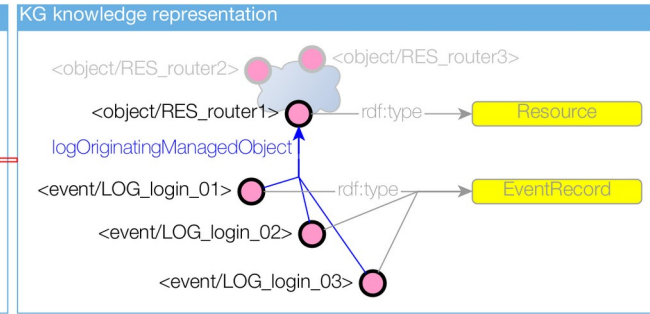 KG knowledge representation
<object/RES_router3>
<object/RES_router2>
<object/RES_router1> rdf:type Resource
logOriginatingManagedObject
<event/LOG_login_01> rdf:type EventRecord
<event/LOG_login_02>
<event/LOG_login_03>